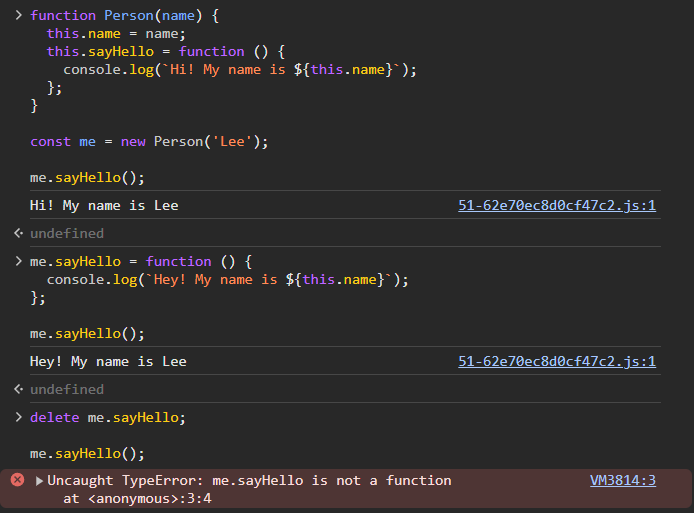 function Person(name) {
  this.name = name;
  this.sayHello = function () {
    console.log(`Hi! My name is ${this.name}`);
  };
}
const me = new Person('Lee');
me.sayHello();
Hi! My name is Lee 51-62e70ec8d0cf47c2.js:1
undefined
me.sayHello = function () {
  console.log(`Hey! My name is ${this.name}`);
};
me.sayHello();
Hey! My name is Lee 51-62e70ec8d0cf47c2.js:1
undefined
delete me.sayHello;
me.sayHello();
Uncaught TypeError: me.sayHello is not a function VM3814:3
    at <anonymous>:3:4